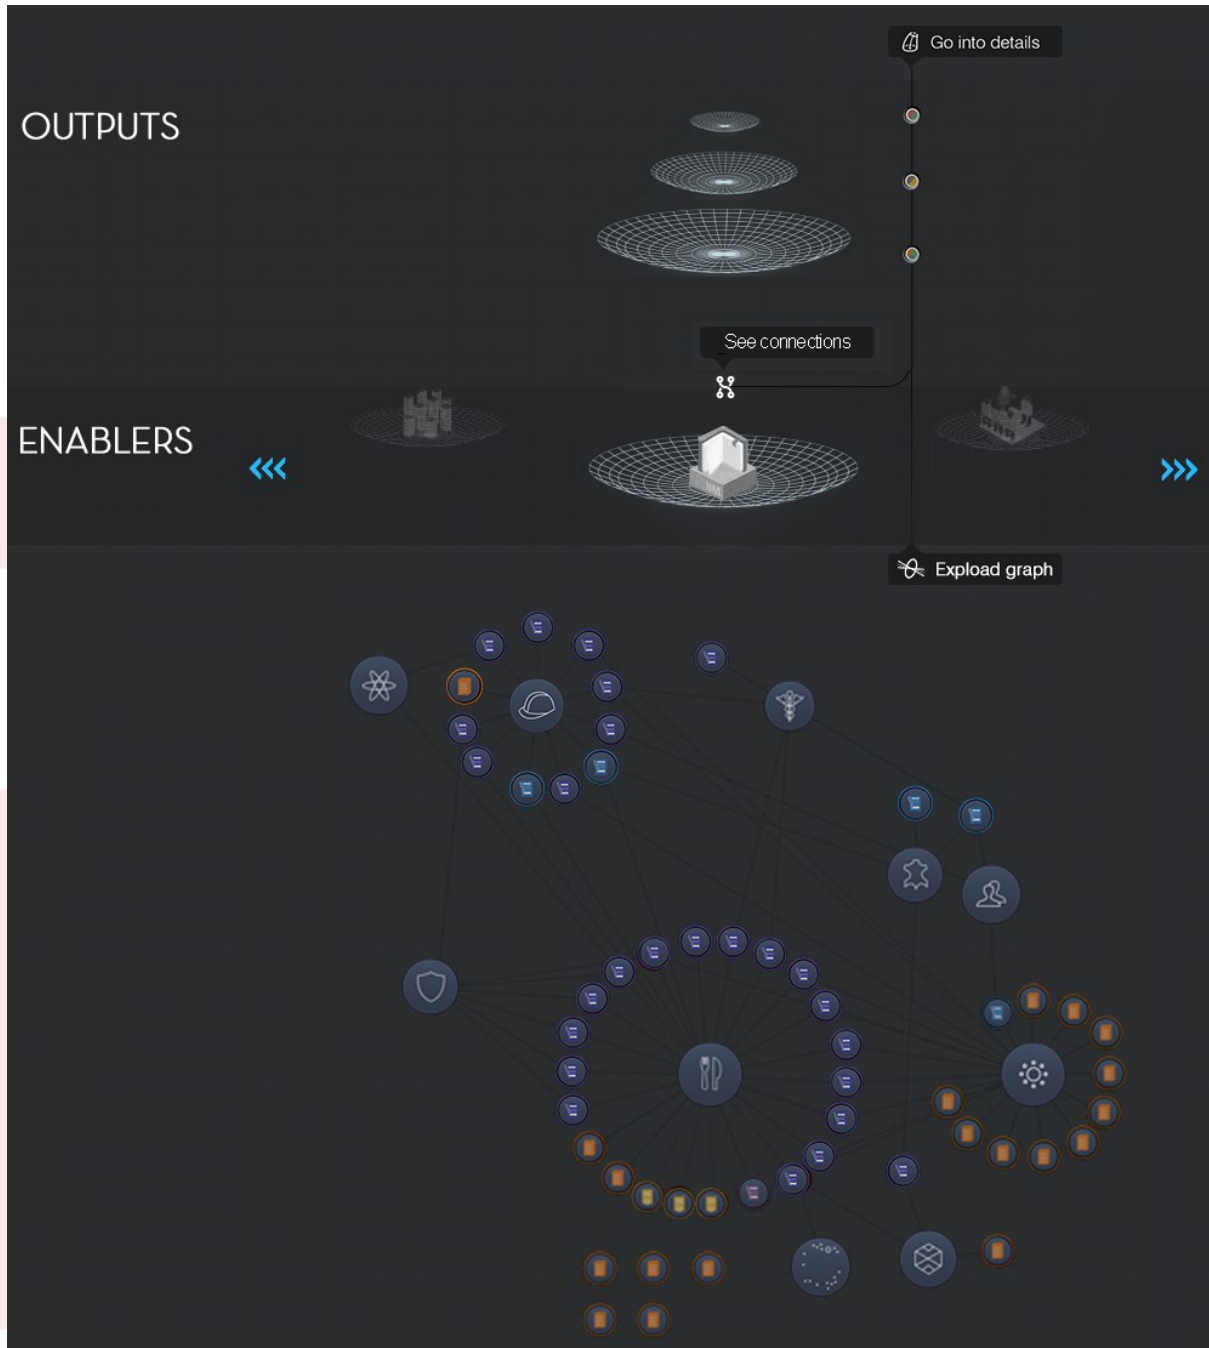 Go into details
OUTPUTS
See connections
ENABLERS
Expload graph